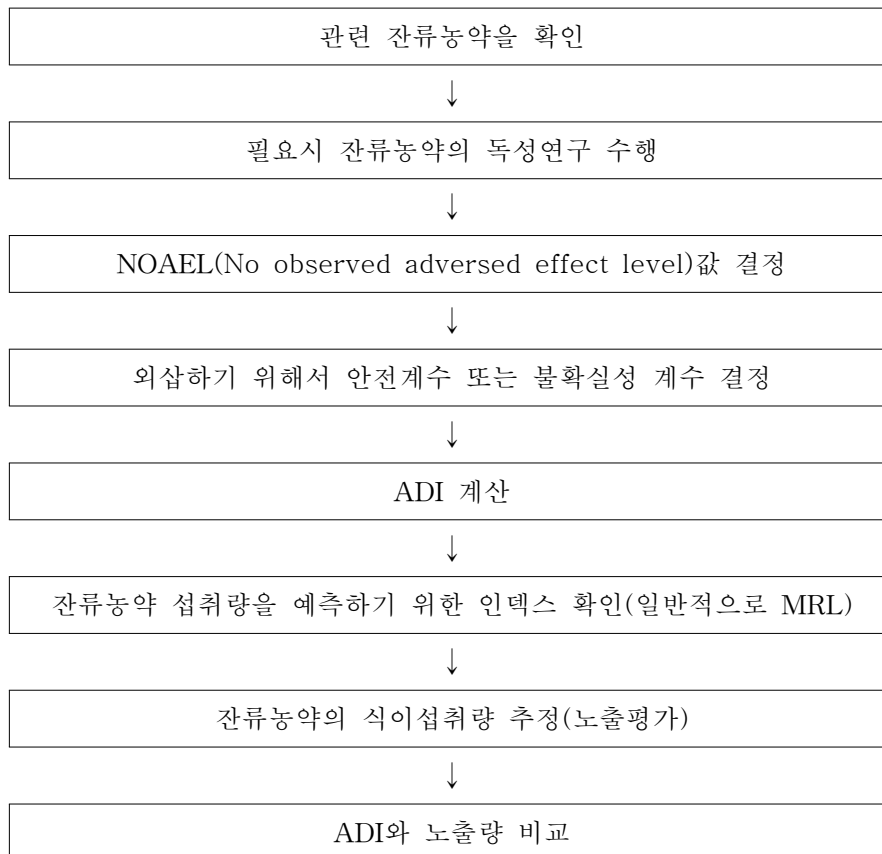 관련 잔류농약을 확인
↓
필요시 잔류농약의 독성연구 수행
↓
NOAEL(No observed adversed effect level)값 결정
↓
외삽하기 위해서 안전계수 또는 불확실성 계수 결정
↓
ADI 계산
↓
잔류농약 섭취량을 예측하기 위한 인덱스 확인(일반적으로 MRL)
↓
잔류농약의 식이섭취량 추정(노출평가)
↓
ADI와 노출량 비교